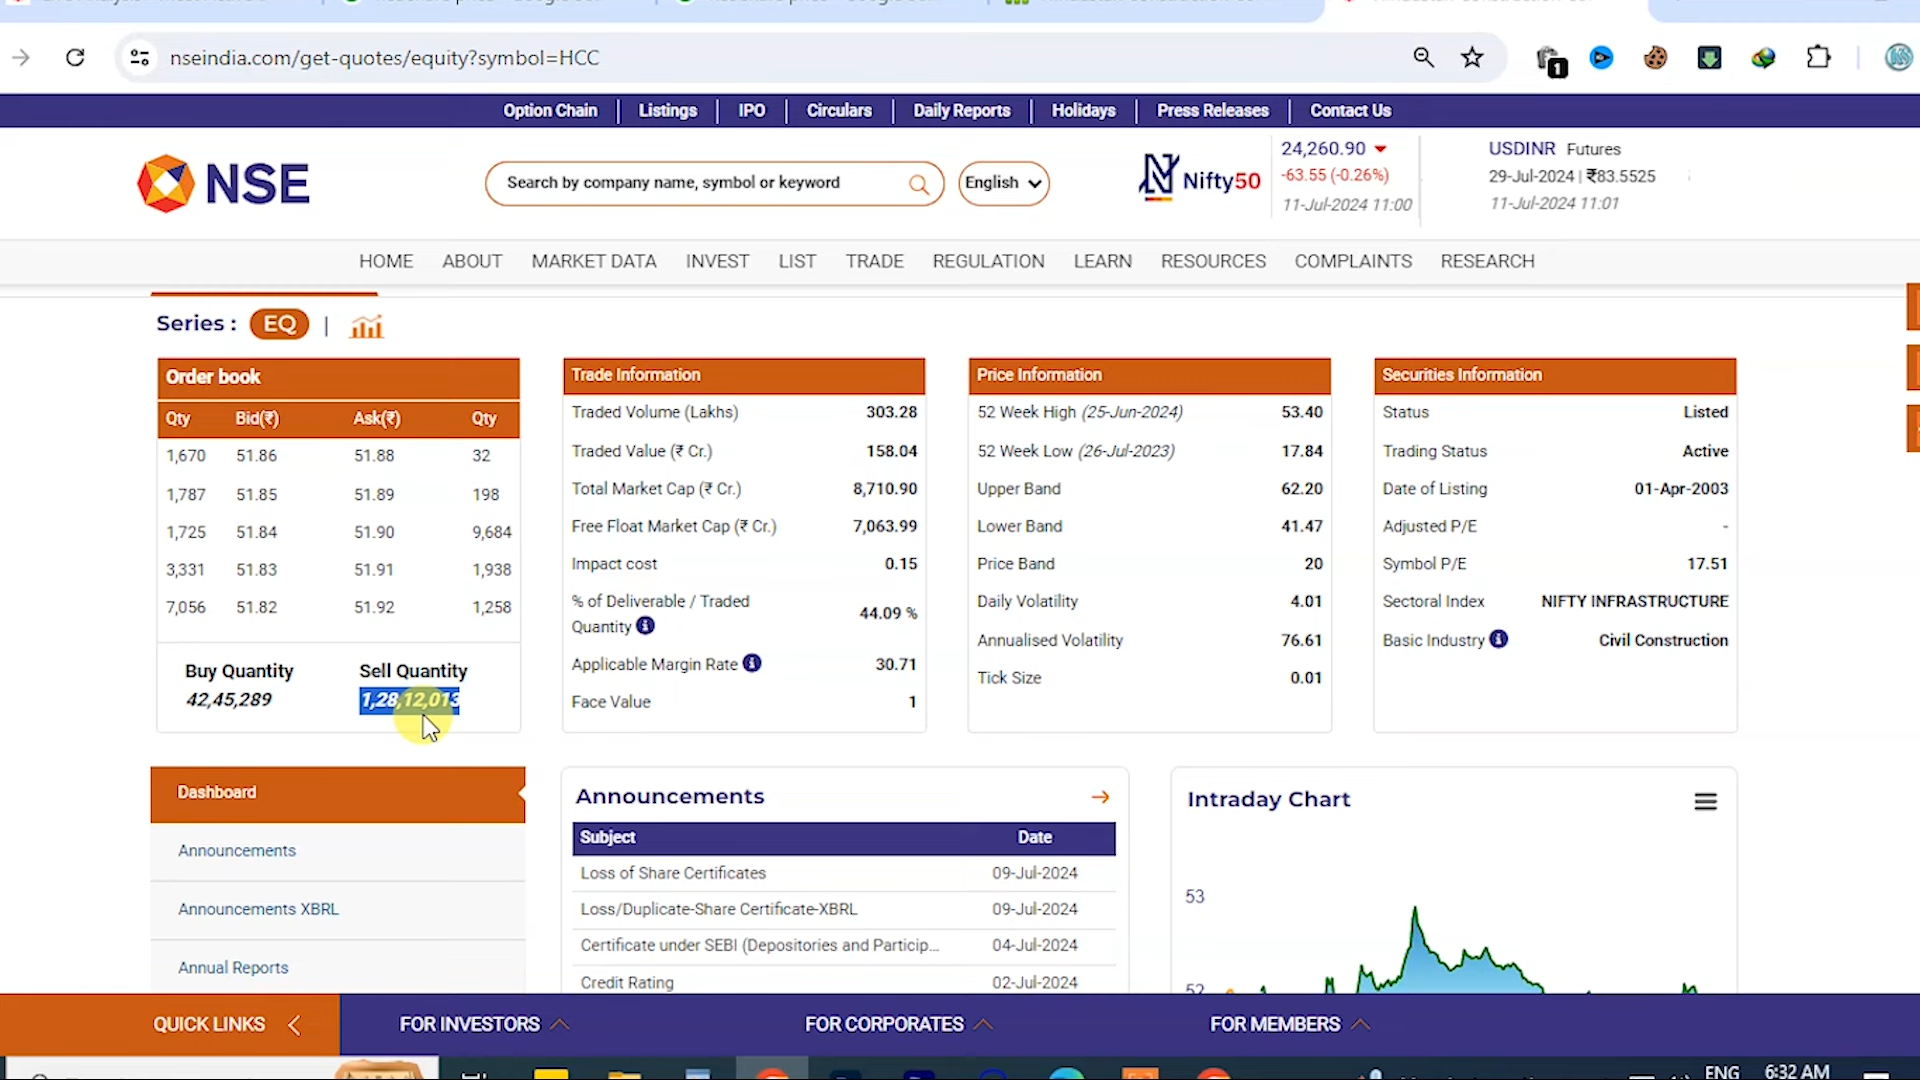 nseindia.com/get-quotes/equity?symbol=HCC
1
Option Chain
Listings
IPO
Circulars
Daily Reports
Holidays
Press Releases
Contact Us
NSE
Search by company name, symbol or keyword
English
Nifty50
24,260.90
-63.55 (-0.26%)
11-Jul-2024 11:00
USDINR Futures
29-Jul-2024 | ₹83.5525
11-Jul-2024 11:01
HOME
ABOUT
MARKET DATA
INVEST
LIST
TRADE
REGULATION
LEARN
RESOURCES
COMPLAINTS
RESEARCH
Series : EQ |
Order book
Qty Bid(₹) Ask(₹) Qty
1,670 51.86 51.88 32
1,787 51.85 51.89 198
1,725 51.84 51.90 9,684
3,331 51.83 51.91 1,938
7,056 51.82 51.92 1,258
Buy Quantity Sell Quantity
42,45,289 1,28,12,013
Trade Information
Traded Volume (Lakhs) 303.28
Traded Value (₹ Cr.) 158.04
Total Market Cap (₹ Cr.) 8,710.90
Free Float Market Cap (₹ Cr.) 7,063.99
Impact cost 0.15
% of Deliverable / Traded
Quantity 44.09 %
Applicable Margin Rate 30.71
Face Value 1
Price Information
52 Week High (25-Jun-2024) 53.40
52 Week Low (26-Jul-2023) 17.84
Upper Band 62.20
Lower Band 41.47
Price Band 20
Daily Volatility 4.01
Annualised Volatility 76.61
Tick Size 0.01
Securities Information
Status Listed
Trading Status Active
Date of Listing 01-Apr-2003
Adjusted P/E -
Symbol P/E 17.51
Sectoral Index NIFTY INFRASTRUCTURE
Basic Industry Civil Construction
Dashboard
Announcements
Announcements XBRL
Annual Reports
Announcements
Subject Date
Loss of Share Certificates 09-Jul-2024
Loss/Duplicate-Share Certificate-XBRL 09-Jul-2024
Certificate under SEBI (Depositories and Particip... 04-Jul-2024
Credit Rating 02-Jul-2024
Intraday Chart
53
52
QUICK LINKS
FOR INVESTORS
FOR CORPORATES
FOR MEMBERS
ENG
6:32 AM